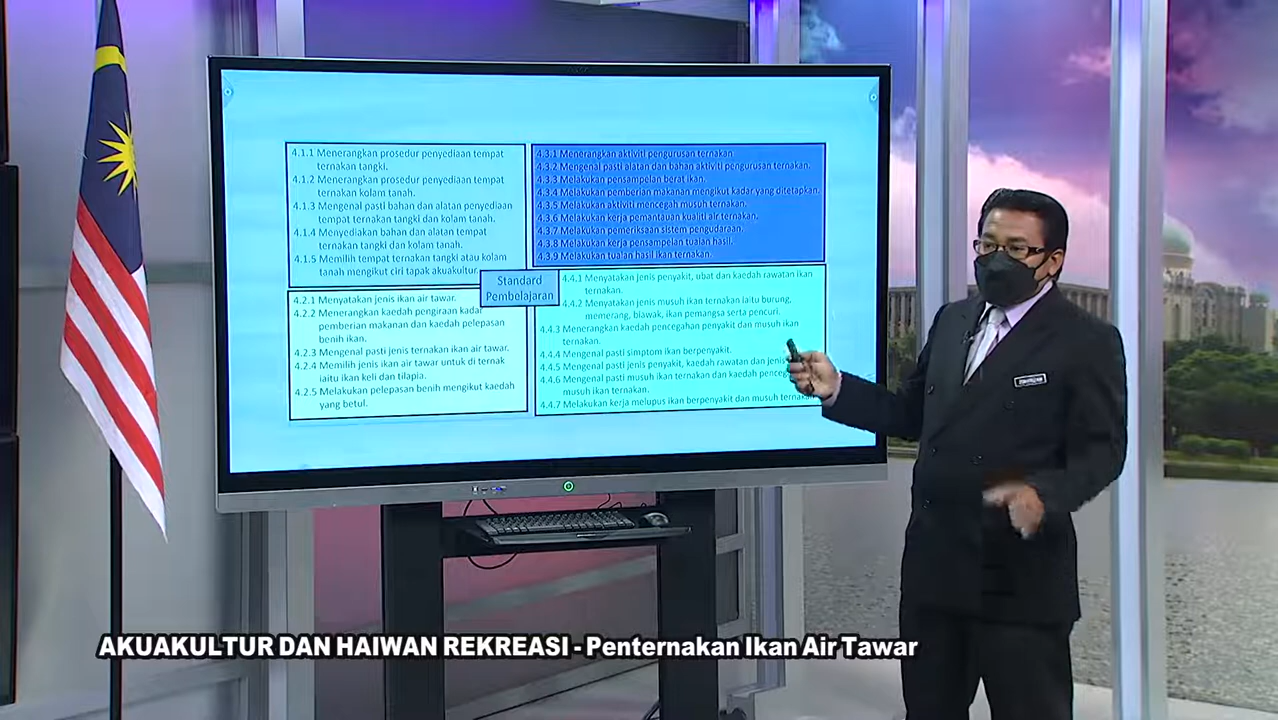 4.1.1 Menerangkan prosedur penyediaan tempat
ternakan tangki.
4.1.2 Menerangkan prosedur penyediaan tempat
ternakan kolam tanah.
4.1.3 Mengenal pasti bahan dan alatan penyediaan
tempat ternakan tangki dan kolam tanah.
4.1.4 Menyediakan bahan dan alatan tempat
ternakan tangki dan kolam tanah.
4.1.5 Memilih tempat ternakan tangki atau kolam
tanah mengikut ciri tapak akuakultur
4.3.1 Menerangkan aktiviti pengurusan ternakan
4.3.2 Mengenal pasti alatan dan bahan aktiviti pengurusan ternakan.
4.3.3 Melakukan pensampelan berat ikan.
4.3.4 Melakukan pemberian makanan mengikut kadar yang ditetapkan.
4.3.5 Melakukan aktiviti mencegah musuh ternakan.
4.3.6 Melakukan kerja pemantauan kualiti air ternakan.
4.3.7 Melakukan pemeriksaan sistem pengudaraan.
4.3.8 Melakukan kerja pensampelan tuaian hasil.
4.3.9 Melakukan tuaian hasil ikan ternakan.
Standard
Pembelajaran
4.2.1 Menyatakan jenis ikan air tawar.
4.2.2 Menerangkan kaedah pengiraan kadar
pemberian makanan dan kaedah pelepasan
benih ikan.
4.2.3 Mengenal pasti jenis ternakan ikan air tawar.
4.2.4 Memilih jenis ikan air tawar untuk di ternak
iaitu ikan keli dan tilapia.
4.2.5 Melakukan pelepasan benih mengikut kaedah
yang betul.
4.4.1 Menyatakan jenis penyakit, ubat dan kaedah rawatan ikan
ternakan.
4.4.2 Menyatakan jenis musuh ikan ternakan iaitu burung,
memerang, biawak, ikan pemangsa serta pencuri.
4.4.3 Menerangkan kaedah pencegahan penyakit dan musuh ikan
ternakan.
4.4.4 Mengenal pasti simptom ikan berpenyakit.
4.4.5 Mengenal pasti jenis penyakit, kaedah rawatan dan jenis
4.4.6 Mengenal pasti musuh ikan ternakan dan kaedah
musuh ikan ternakan.
4.4.7 Melakukan kerja melupus ikan berpenyakit dan musuh
AKUAKULTUR DAN HAIWAN REKREASI - Penternakan Ikan Air Tawar